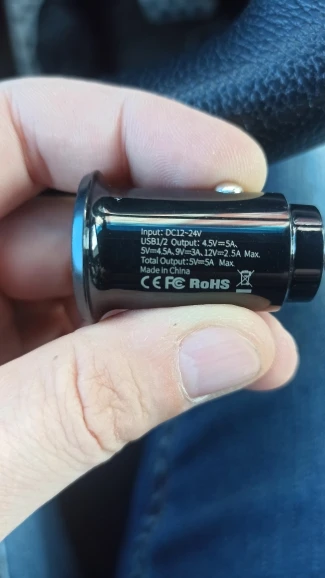 Input: DC12-24V
USB1/2 Output: 4.5V⎓5A,
5V⎓4.5A, 9V⎓3A, 12V⎓2.5A Max.
Total Output:5V⎓5A Max.
Made in China
CE FC RoHS